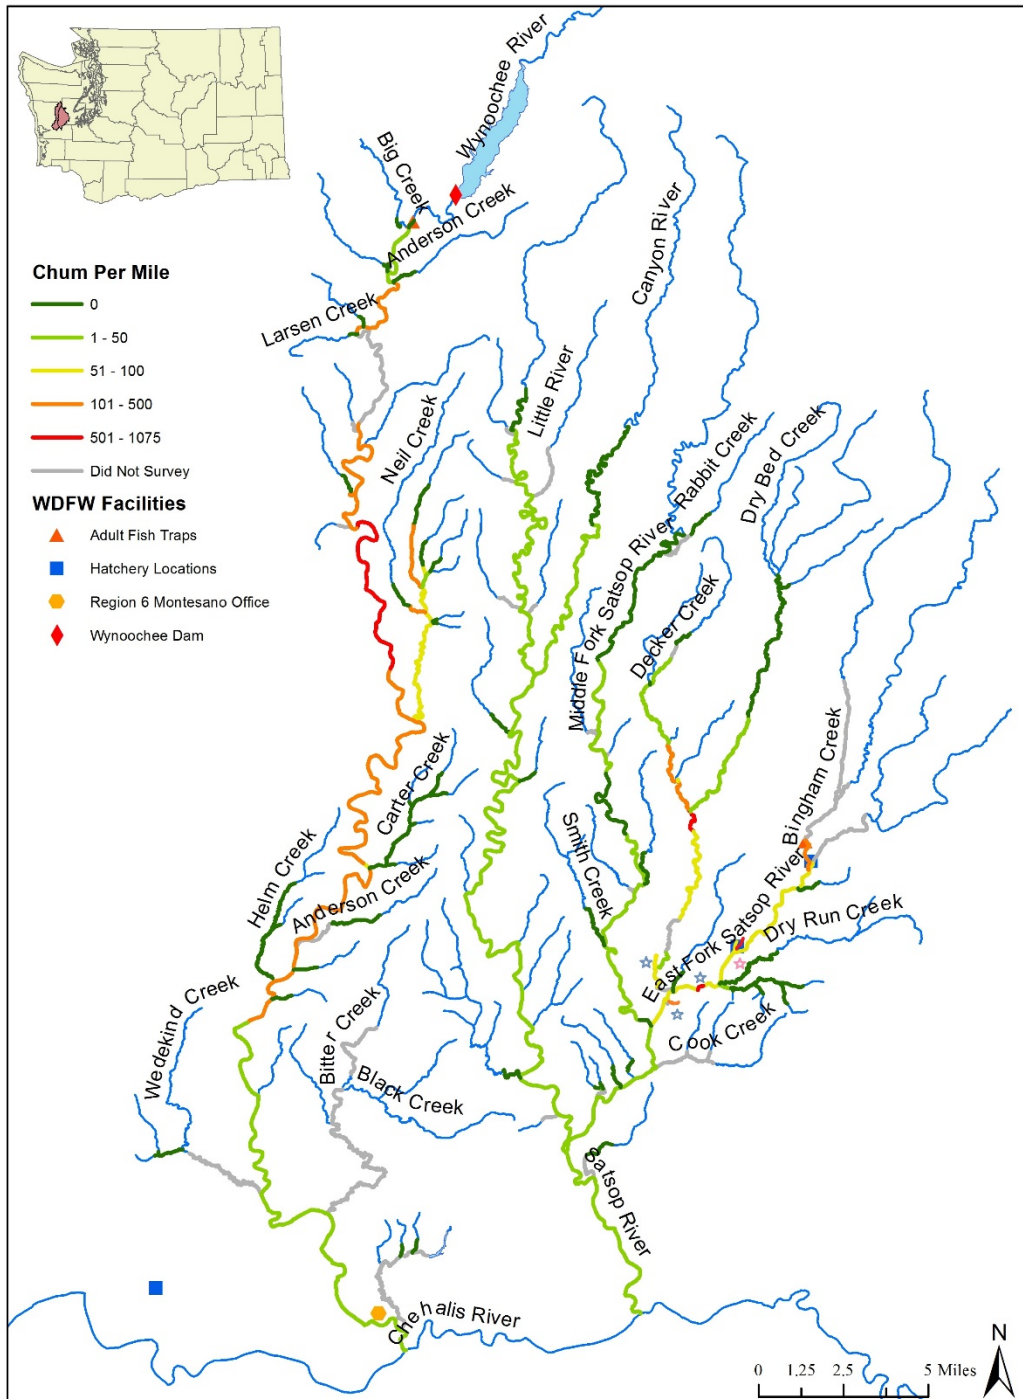 Wynoochee River
Big Creek
Anderson Creek
Canyon River
Chum Per Mile
0
1 - 50
51 - 100
101 - 500
501 - 1075
Did Not Survey
WDFW Facilities
Adult Fish Traps
Hatchery Locations
Region 6 Montesano Office
Wynoochee Dam
Larsen Creek
Little River
Neil Creek
Rabbit Creek
Dry Bed Creek
Middle Fork Satsop River
Decker Creek
Bingham Creek
Carter Creek
Smith Creek
Helm Creek
Anderson Creek
East Fork Satsop River
Dry Run Creek
Wedekind Creek
Bitter Creek
Cook Creek
Black Creek
Satsop River
Chehalis River
N
0 1.25 2.5 5 Miles